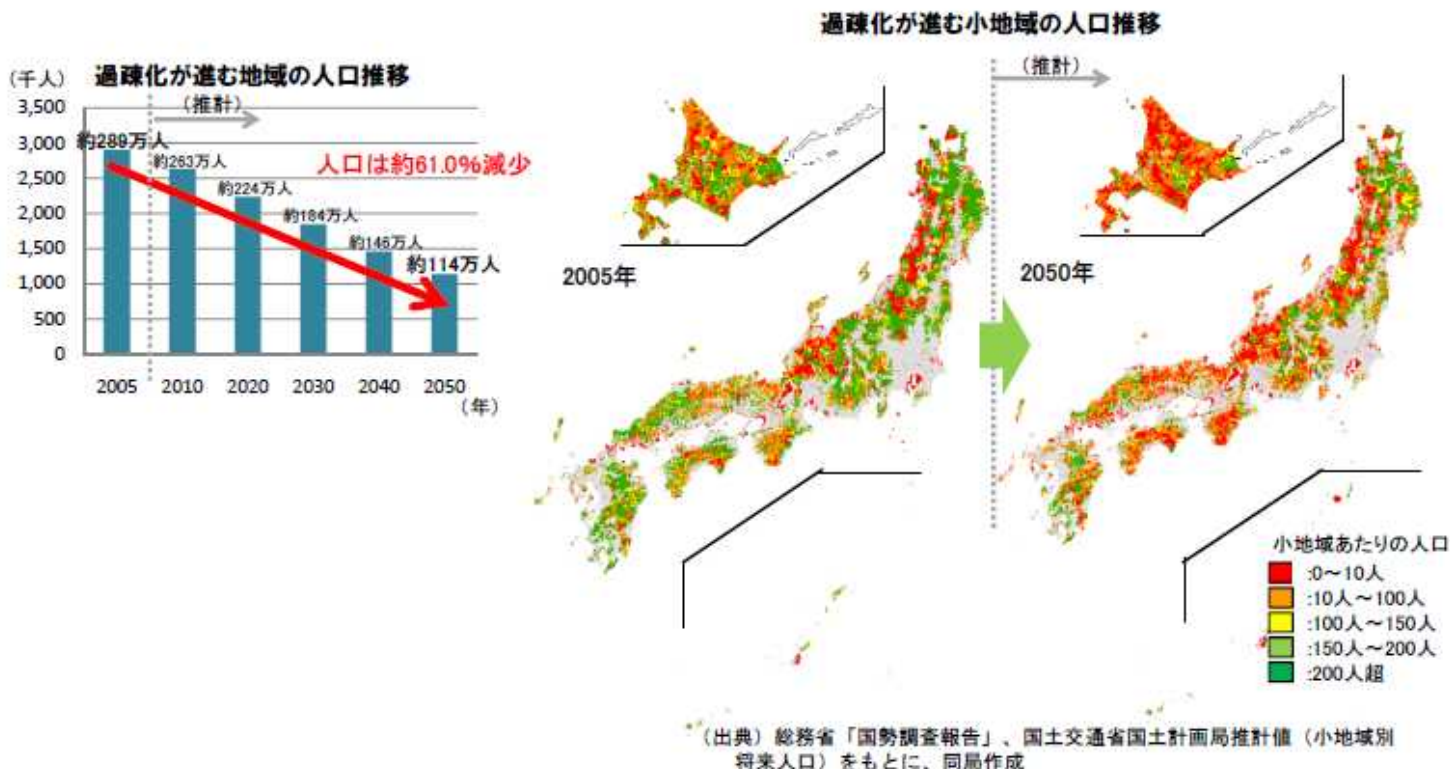 過疎化が進む小地域の人口推移
過疎化が進む地域の人口推移
(千人)
(推計)
3,500
3,000
2,500
2,000
1,500
1,000
500
0
約289万人
約263万人
約224万人
約184万人
約146万人
約114万人
人口は約61.0%減少
2005
2010
2020
2030
2040
2050
(年)
(推計)
2005年
2050年
小地域あたりの人口
:0～10人
:10人～100人
:100人～150人
:150人～200人
:200人超
(出典) 総務省「国勢調査報告」、国土交通省国土計画局推計値(小地域別
将来人口)をもとに、同局作成